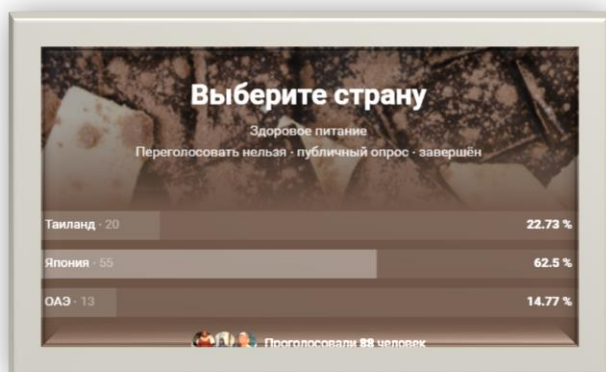 Выберите страну
Здоровое питание
Переголосовать нельзя · публичный опрос · завершён
Таиланд · 20 22.73 %
Япония · 55 62.5 %
ОАЭ · 13 14.77 %
Проголосовали 88 человек